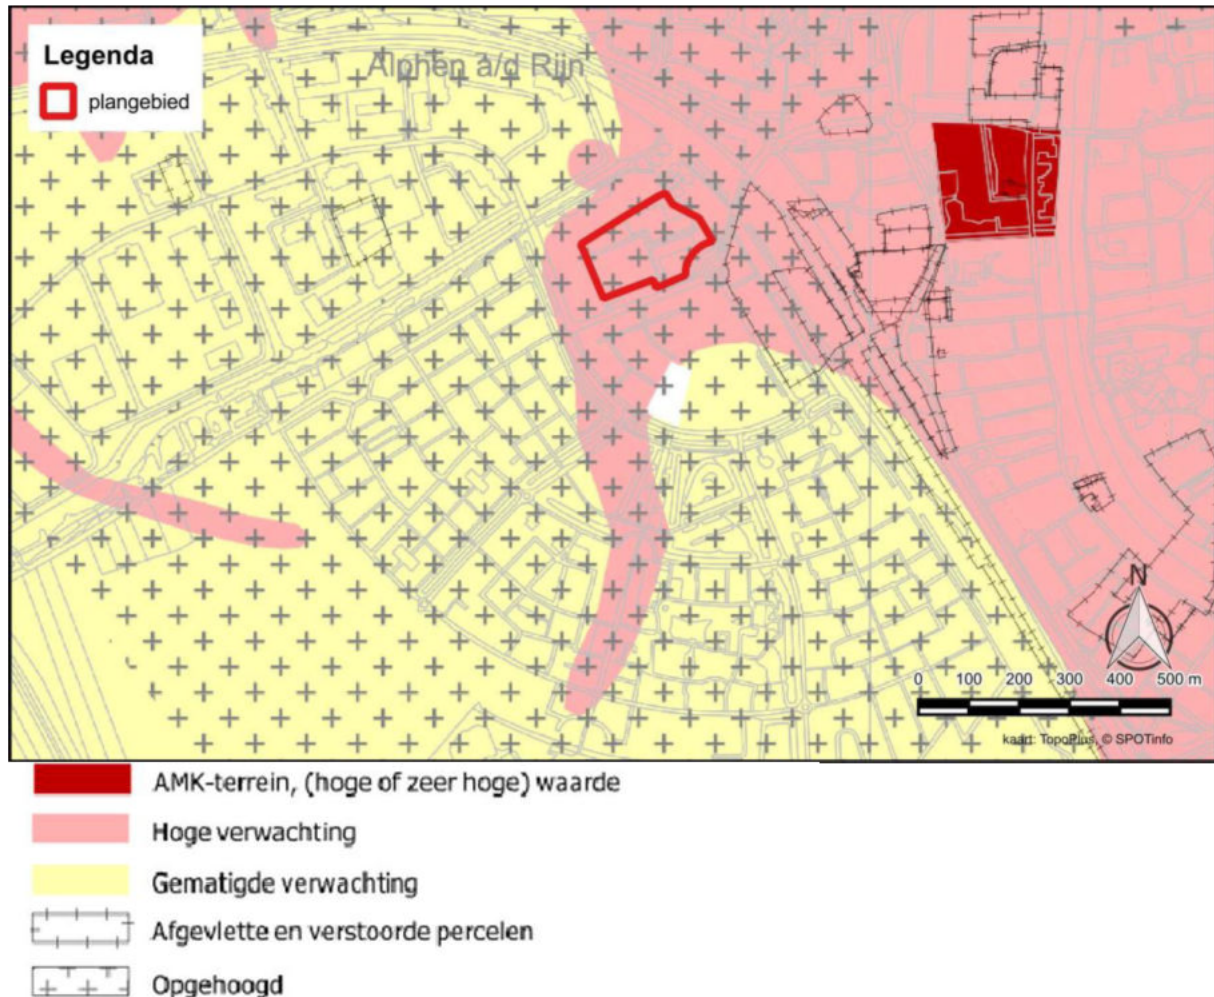 Legenda
plangebied
Alphen a/d Rijn
N
0 100 200 300 400 500 m
kaart: TopoPlus, © SPOTinfo
AMK-terrein, (hoge of zeer hoge) waarde
Hoge verwachting
Gematigde verwachting
Afgevlette en verstoorde percelen
Opgehoogd